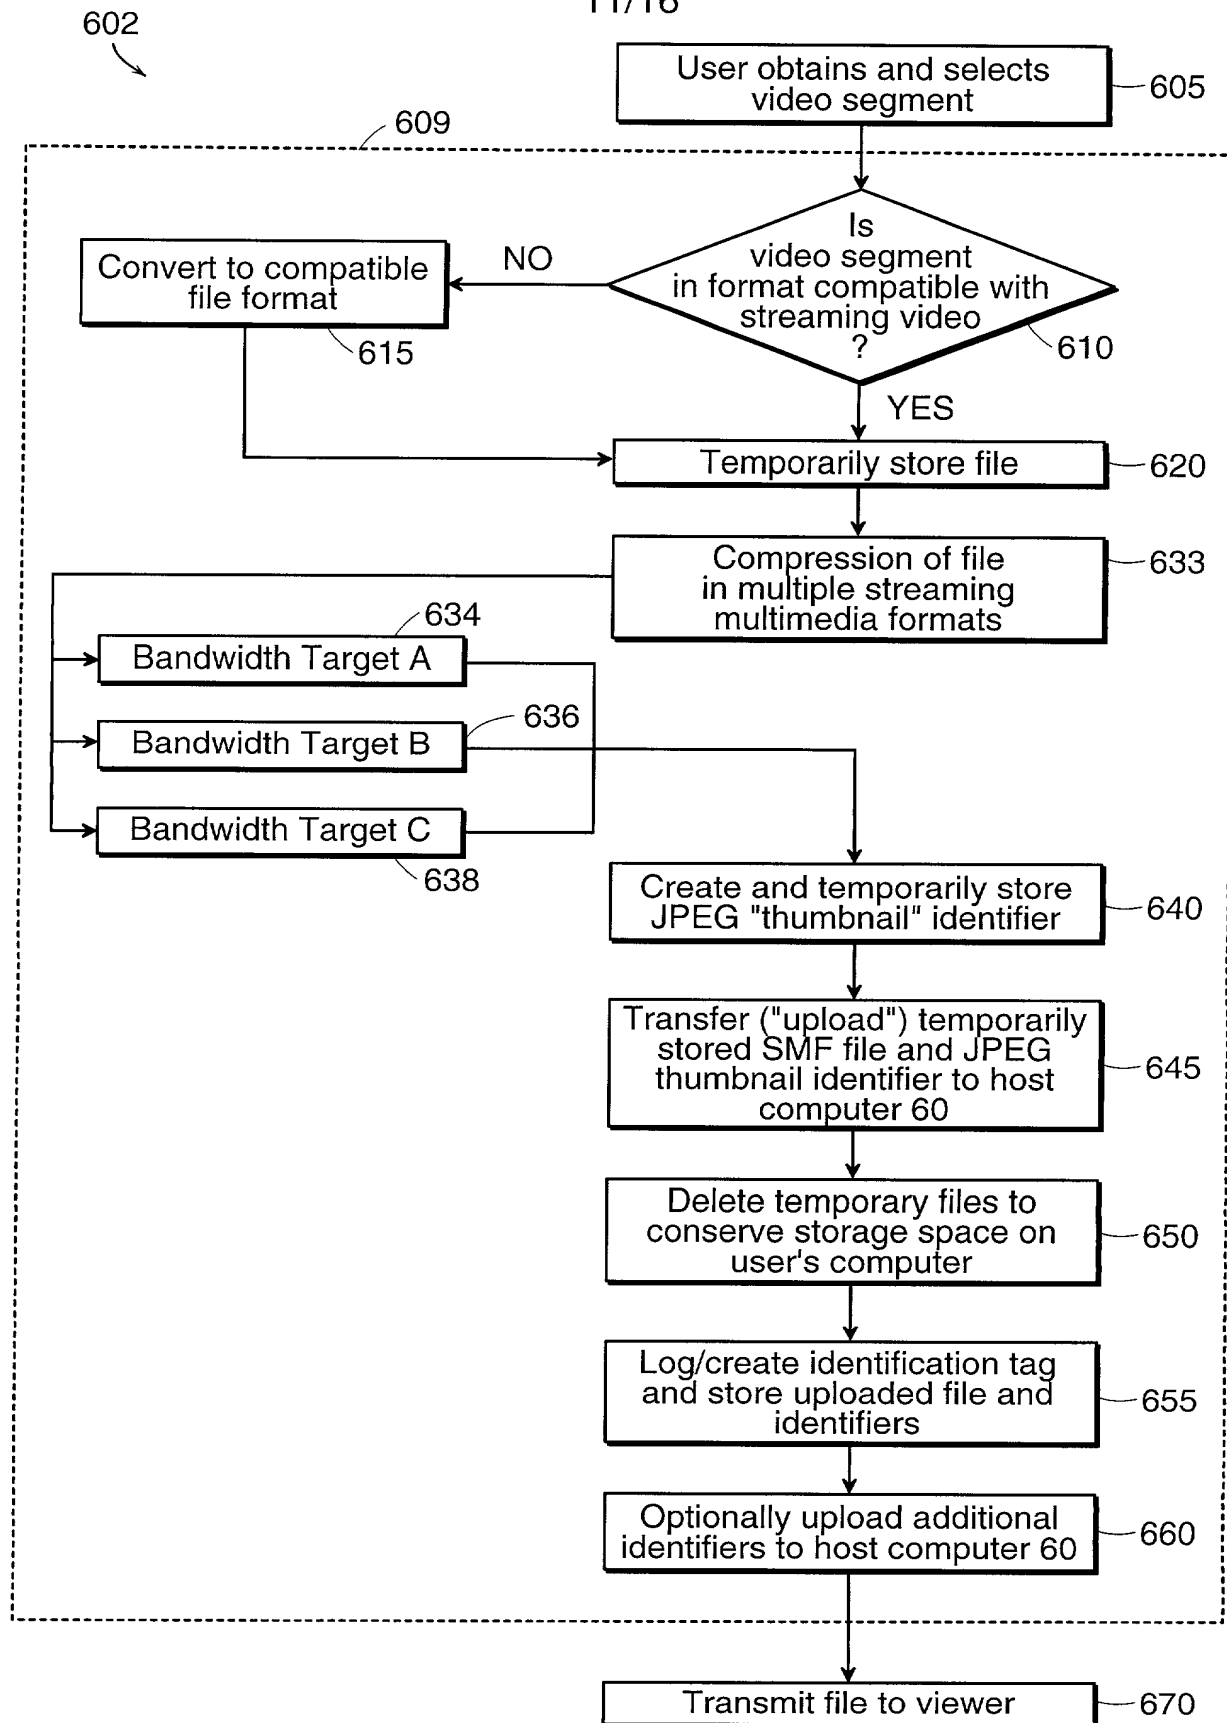 11/16
602
User obtains and selects
video segment
605
609
Is
video segment
in format compatible with
streaming video
?
610
NO
Convert to compatible
file format
615
YES
Temporarily store file
620
Compression of file
in multiple streaming
multimedia formats
633
634
Bandwidth Target A
636
Bandwidth Target B
Bandwidth Target C
638
Create and temporarily store
JPEG "thumbnail" identifier
640
Transfer ("upload") temporarily
stored SMF file and JPEG
thumbnail identifier to host
computer 60
645
Delete temporary files to
conserve storage space on
user's computer
650
Log/create identification tag
and store uploaded file and
identifiers
655
Optionally upload additional
identifiers to host computer 60
660
Transmit file to viewer
670